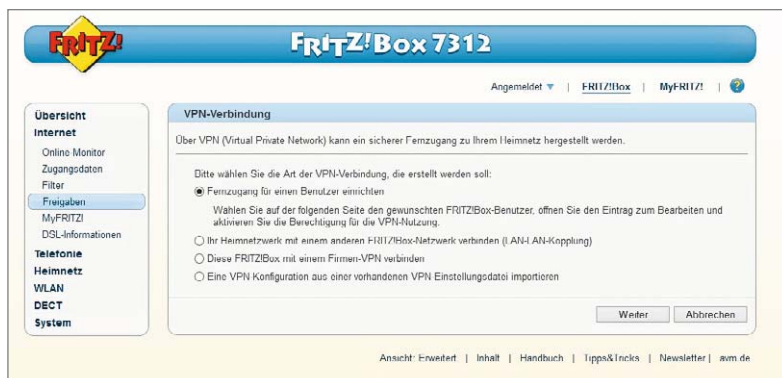 FRITZ!
FRITZ!Box 7312
Angemeldet | FRITZ!Box | MyFRITZ! | ?
Übersicht
Internet
Online-Monitor
Zugangsdaten
Filter
Freigaben
MyFRITZ!
DSL-Informationen
Telefonie
Heimnetz
WLAN
DECT
System
VPN-Verbindung
Über VPN (Virtual Private Network) kann ein sicherer Fernzugang zu Ihrem Heimnetz hergestellt werden.
Bitte wählen Sie die Art der VPN-Verbindung, die erstellt werden soll:
Fernzugang für einen Benutzer einrichten
Wählen Sie auf der folgenden Seite den gewünschten FRITZ!Box-Benutzer, öffnen Sie den Eintrag zum Bearbeiten und
aktivieren Sie die Berechtigung für die VPN-Nutzung.
Ihr Heimnetzwerk mit einem anderen FRITZ!Box-Netzwerk verbinden (LAN-LAN-Kopplung)
Diese FRITZ!Box mit einem Firmen-VPN verbinden
Eine VPN Konfiguration aus einer vorhandenen VPN Einstellungsdatei importieren
Weiter Abbrechen
Ansicht: Erweitert | Inhalt | Handbuch | Tipps&Tricks | Newsletter | avm.de